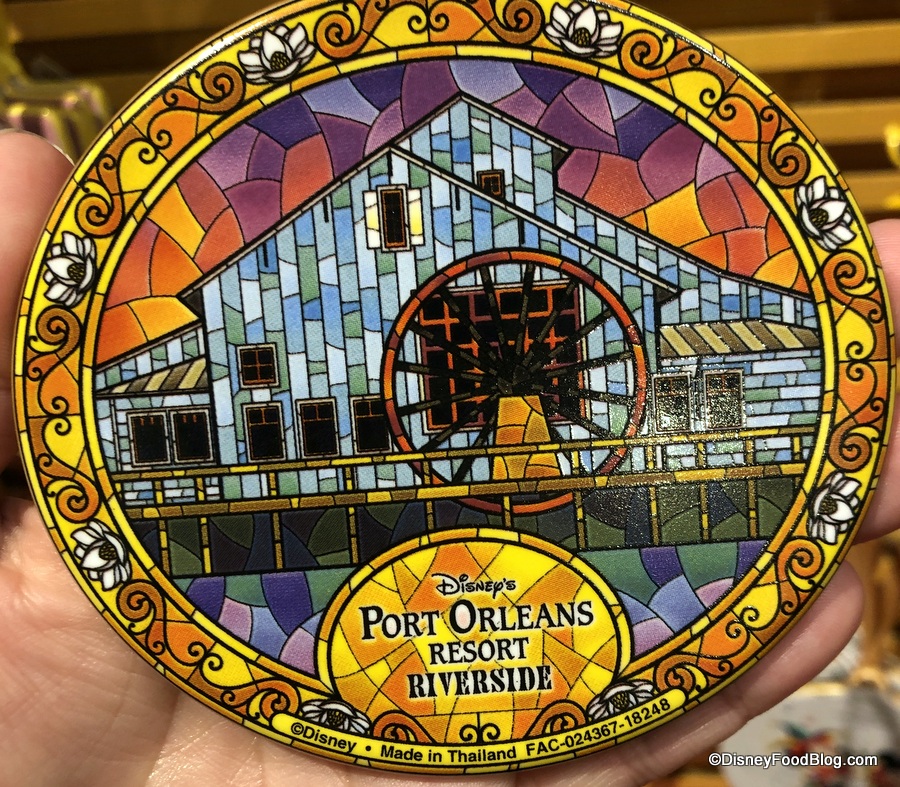 Disney's
PORT ORLEANS
RESORT
RIVERSIDE
©Disney • Made in Thailand FAC-024367-18248
©DisneyFoodBlog.com